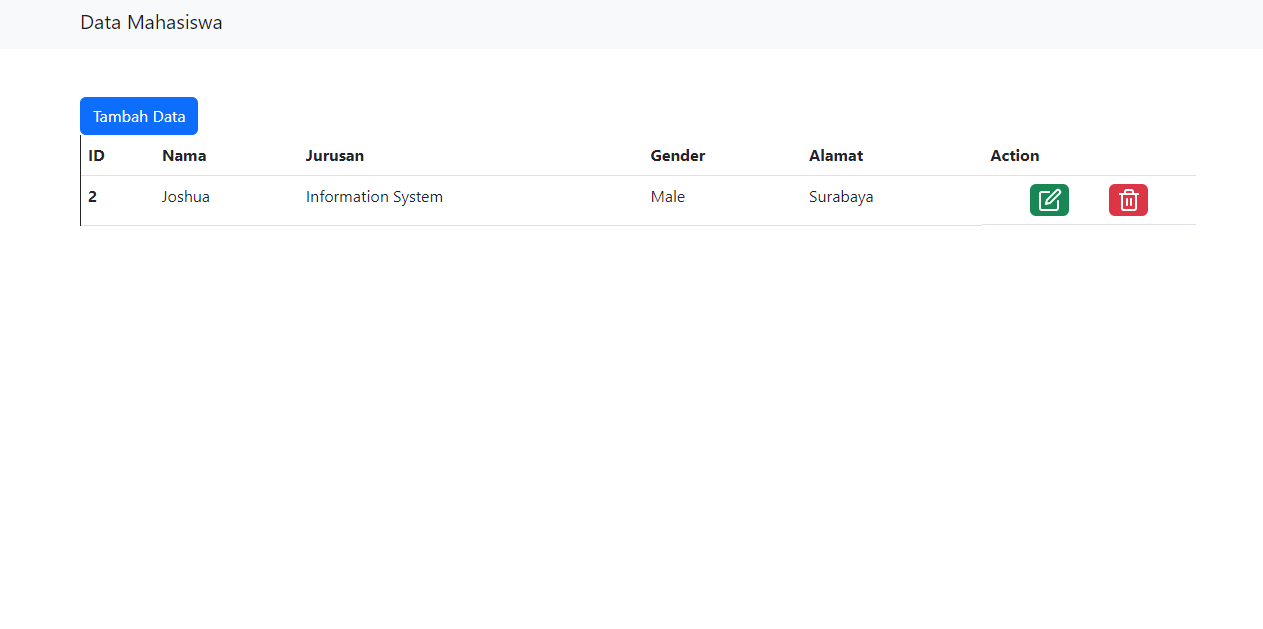 Data Mahasiswa
Tambah Data
ID Nama Jurusan Gender Alamat Action
2 Joshua Information System Male Surabaya